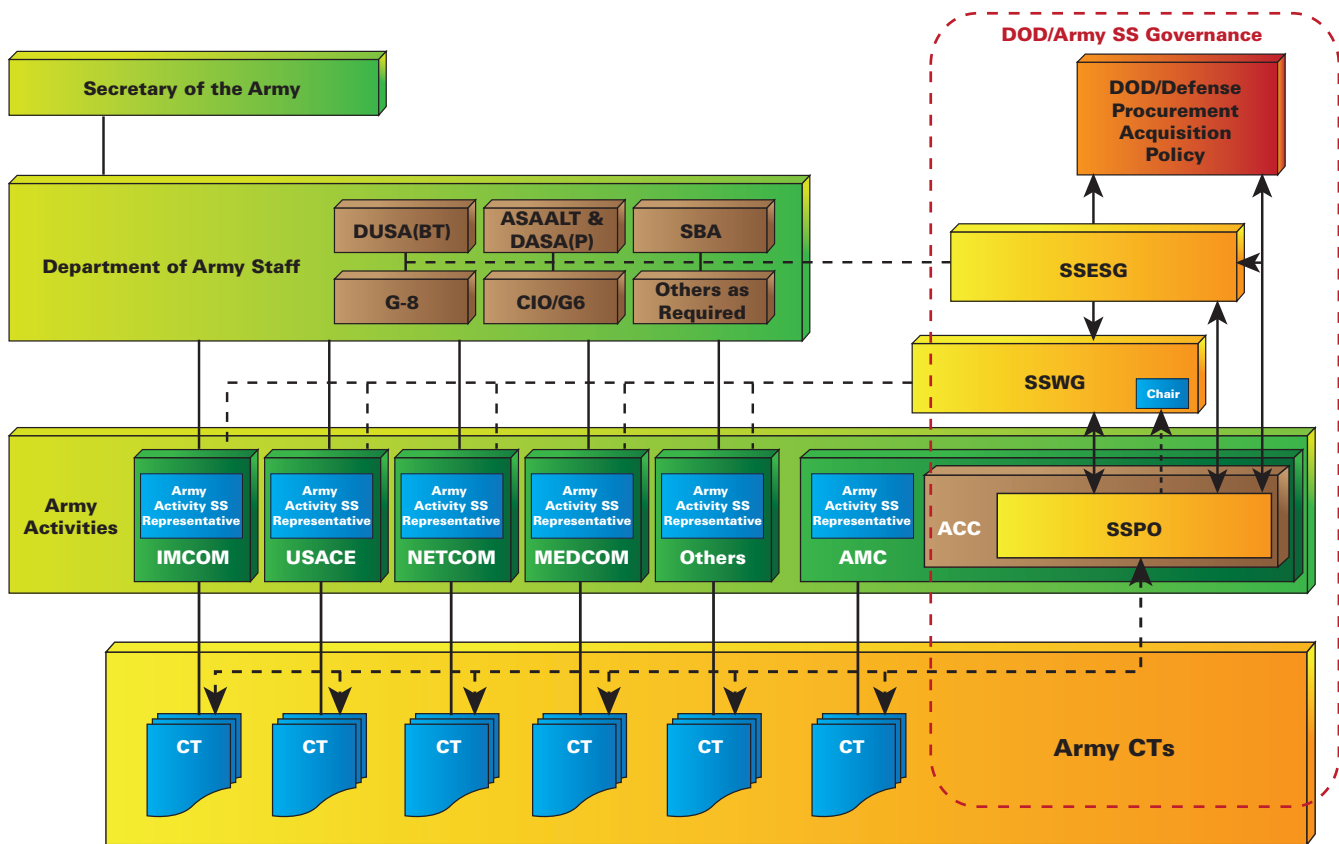 DOD/Army SS Governance
Secretary of the Army
DOD/Defense
Procurement
Acquisition
Policy
Department of Army Staff
DUSA(BT)
ASAALT &
DASA(P)
SBA
G-8
CIO/G6
Others as
Required
SSESG
SSWG
Chair
Army
Activities
Army
Activity SS
Representative
IMCOM
Army
Activity SS
Representative
USACE
Army
Activity SS
Representative
NETCOM
Army
Activity SS
Representative
MEDCOM
Army
Activity SS
Representative
Others
Army
Activity SS
Representative
AMC
ACC
SSPO
CT
CT
CT
CT
CT
CT
Army CTs